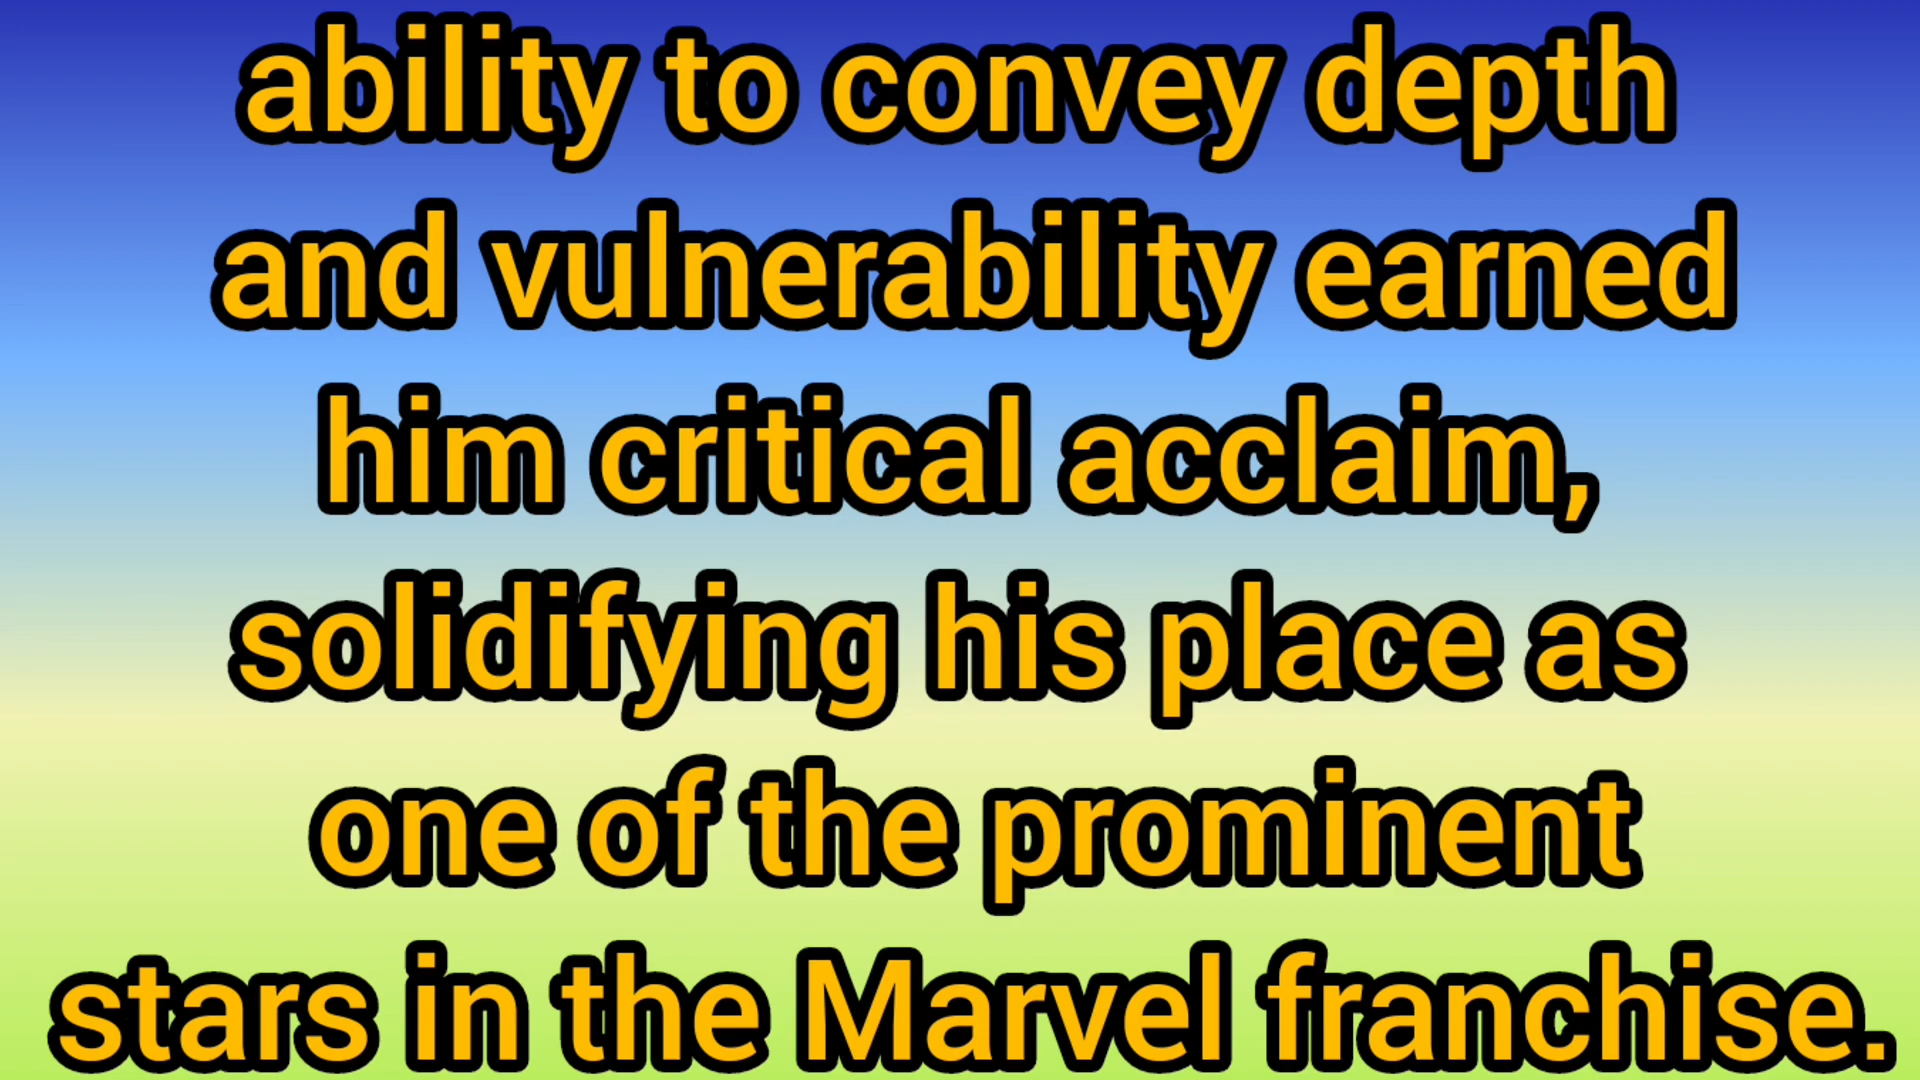 ability to convey depth
and vulnerability earned
him critical acclaim,
solidifying his place as
one of the prominent
stars in the Marvel franchise.